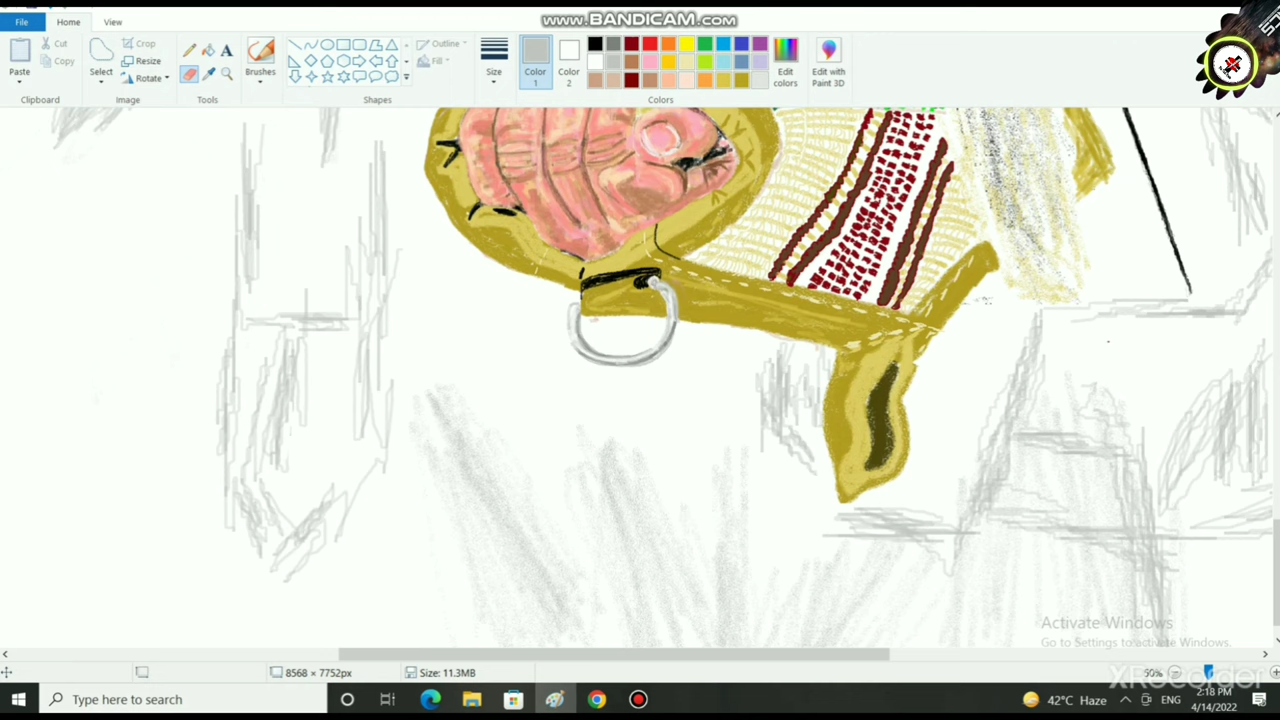 www.BANDICAM.com
File
Home
View
Paste
Cut
Copy
Clipboard
Select
Crop
Resize
Rotate
Image
A
Tools
Brushes
Shapes
Outline
Fill
Size
Color 1
Color 2
Colors
Edit colors
Edit with Paint 3D
Activate Windows
Go to Settings to activate Windows.
8568 × 7752px
Size: 11.3MB
XRecorder
Type here to search
42°C Haze
ENG
2:18 PM
4/14/2022